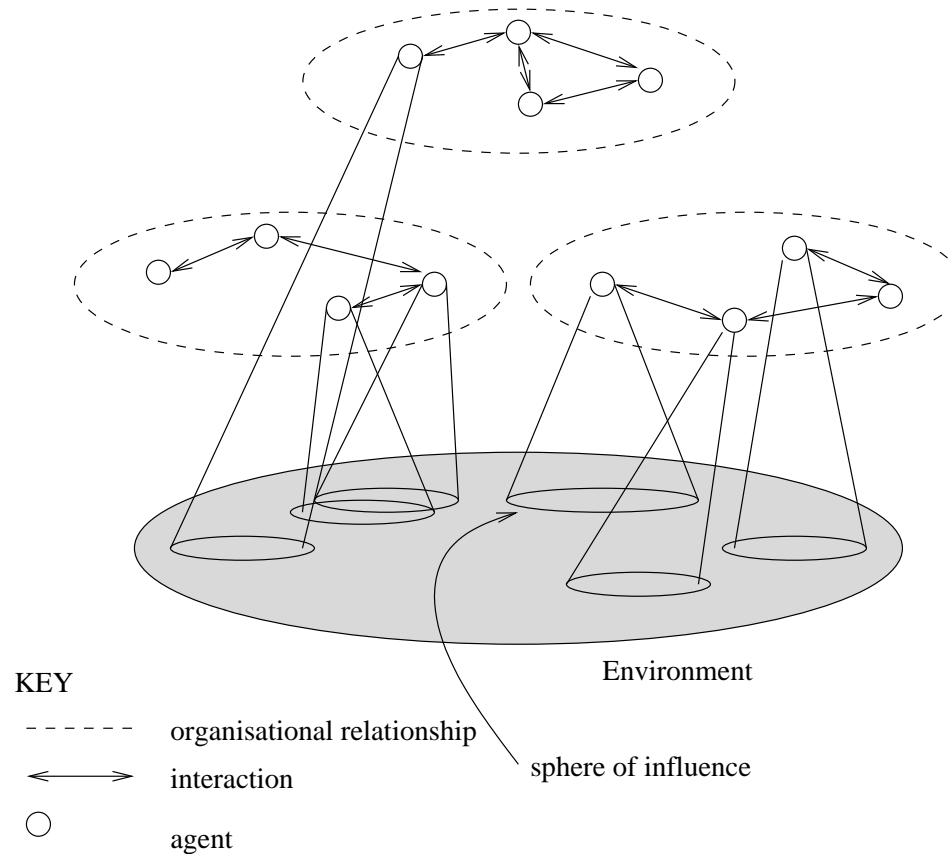 Environment
KEY
organisational relationship
sphere of influence
interaction
agent